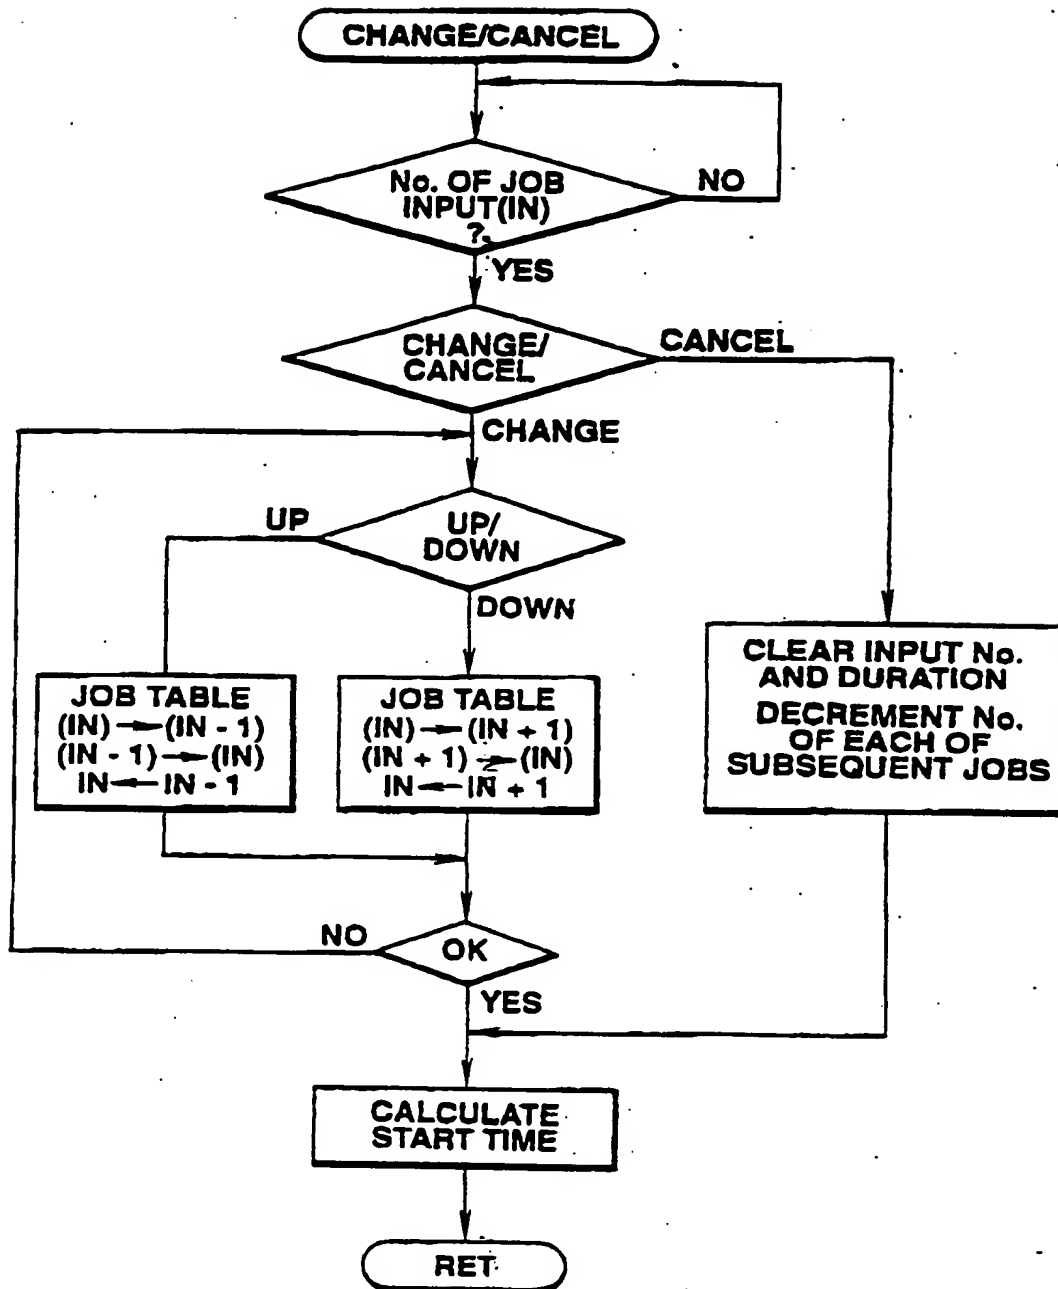 CHANGE/CANCEL
No. OF JOB
INPUT(IN)
?
NO
YES
CHANGE/
CANCEL
CANCEL
CHANGE
UP/
DOWN
UP
DOWN
JOB TABLE
(IN) → (IN - 1)
(IN - 1) → (IN)
IN ← IN - 1
JOB TABLE
(IN) → (IN + 1)
(IN + 1) → (IN)
IN ← IN + 1
CLEAR INPUT No.
AND DURATION
DECREMENT No.
OF EACH OF
SUBSEQUENT JOBS
OK
NO
YES
CALCULATE
START TIME
RET